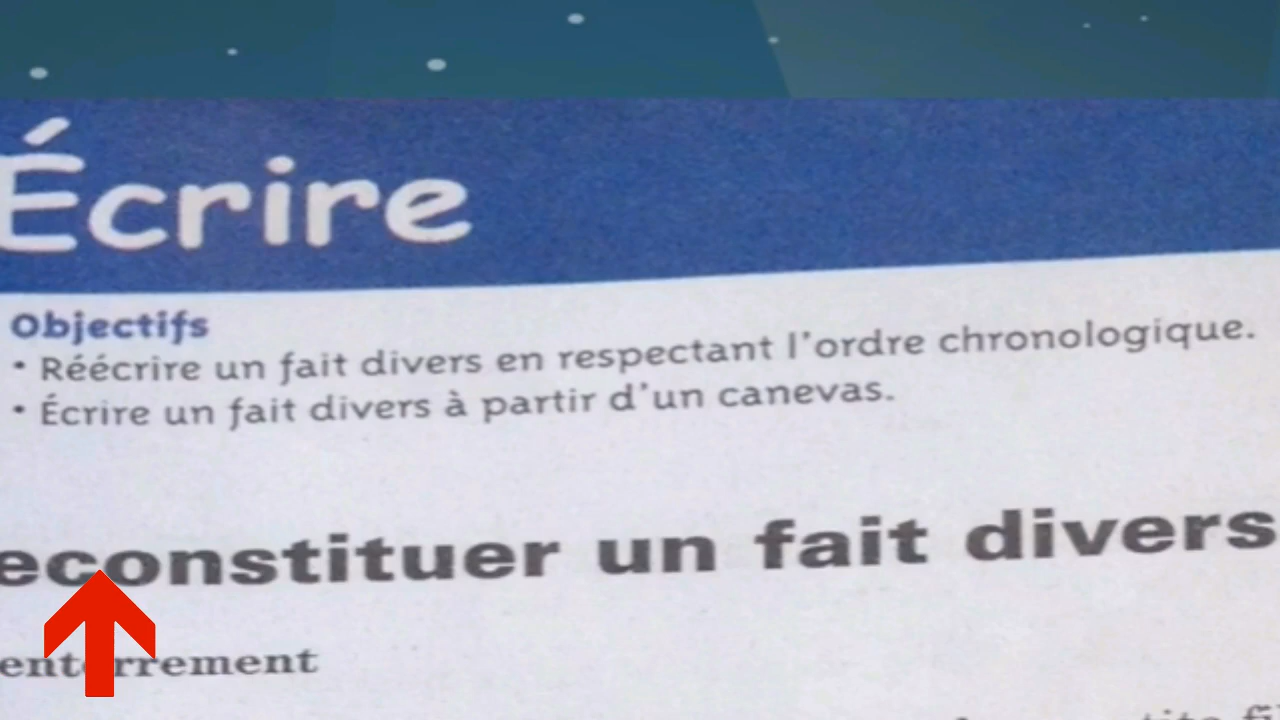 Écrire
Objectifs
• Réécrire un fait divers en respectant l'ordre chronologique.
• Écrire un fait divers à partir d'un canevas.
econstituer un fait divers
enterrement